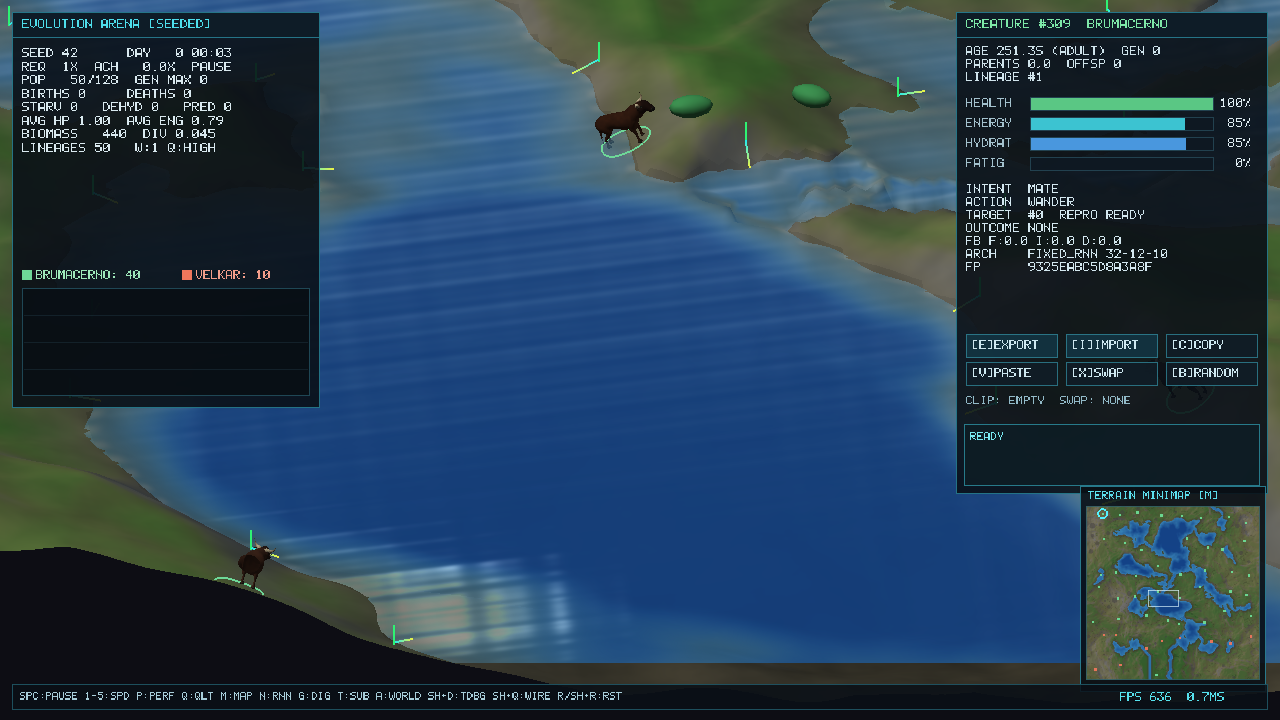 EVOLUTION ARENA [SEEDED]
SEED 42 DAY 0 00:03
REQ 1X ACH 0.0X PAUSE
POP 50/128 GEN MAX 0
BIRTHS 0 DEATHS 0
STARV 0 DEHYD 0 PRED 0
AVG HP 1.00 AVG ENG 0.79
BIOMASS 440 DIV 0.045
LINEAGES 50 W:1 Q:HIGH
BRUMACERNO: 40 VELKAR: 10
CREATURE #309 BRUMACERNO
AGE 251.3S (ADULT) GEN 0
PARENTS 0,0 OFFSP 0
LINEAGE #1
HEALTH 100%
ENERGY 85%
HYDRAT 85%
FATIG 0%
INTENT MATE
ACTION WANDER
TARGET #0 REPRO READY
OUTCOME NONE
FB F:0.0 I:0.0 D:0.0
ARCH FIXED_RNN 32-12-10
FP 9325EABC5D8A3A8F
[E]EXPORT [I]IMPORT [C]COPY
[V]PASTE [X]SWAP [B]RANDOM
CLIP: EMPTY SWAP: NONE
READY
TERRAIN MINIMAP [M]
SPC:PAUSE 1-5:SPD P:PERF Q:QLT M:MAP N:RNN G:DIG T:SUB A:WORLD SH+D:TDBG SH+Q:WIRE R/SH+R:RST
FPS 636 0.7MS